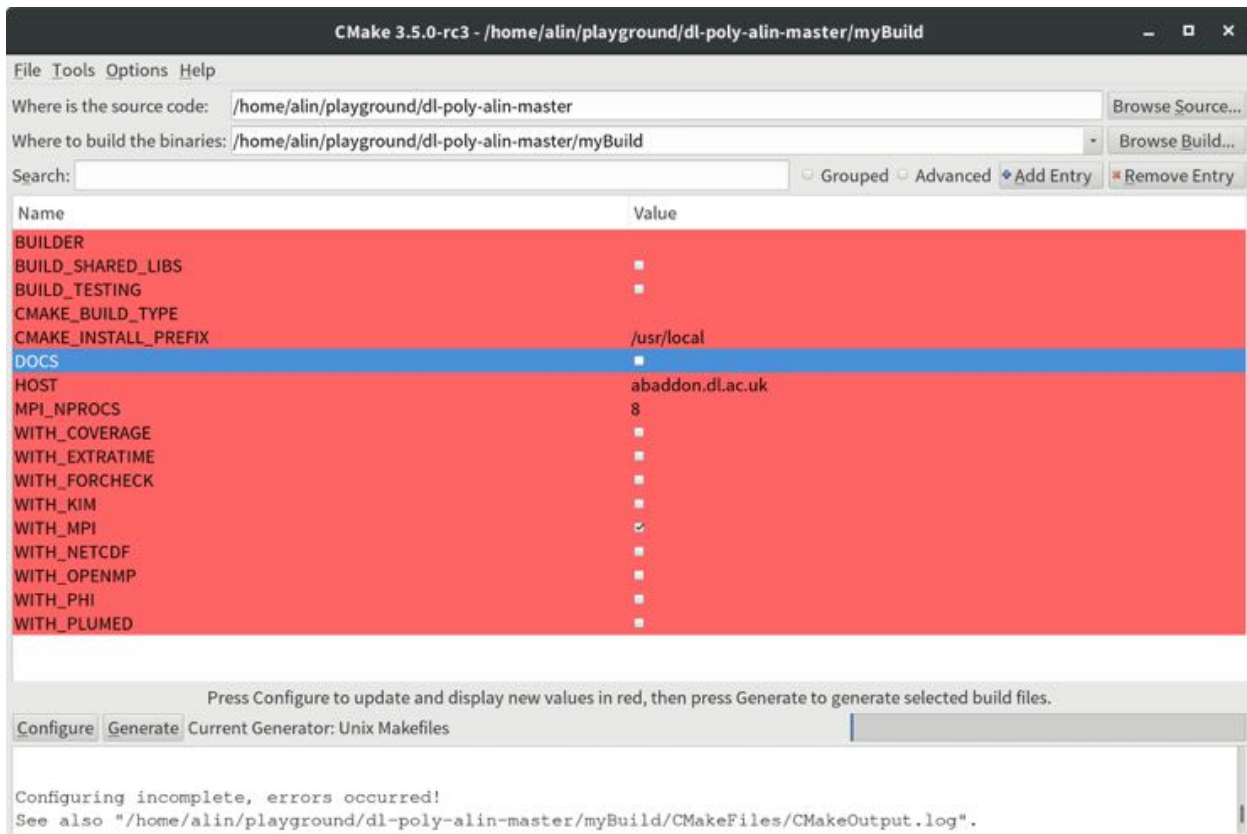 CMake 3.5.0-rc3 - /home/alin/playground/dl-poly-alin-master/myBuild
File Tools Options Help
Where is the source code: /home/alin/playground/dl-poly-alin-master Browse Source...
Where to build the binaries: /home/alin/playground/dl-poly-alin-master/myBuild Browse Build...
Search: Grouped Advanced Add Entry Remove Entry
Name Value
BUILDER
BUILD_SHARED_LIBS
BUILD_TESTING
CMAKE_BUILD_TYPE
CMAKE_INSTALL_PREFIX /usr/local
DOCS
HOST abaddon.dl.ac.uk
MPI_NPROCS 8
WITH_COVERAGE
WITH_EXTRATIME
WITH_FORCHECK
WITH_KIM
WITH_MPI
WITH_NETCDF
WITH_OPENMP
WITH_PHI
WITH_PLUMED
Press Configure to update and display new values in red, then press Generate to generate selected build files.
Configure Generate Current Generator: Unix Makefiles
Configuring incomplete, errors occurred!
See also "/home/alin/playground/dl-poly-alin-master/myBuild/CMakeFiles/CMakeOutput.log".